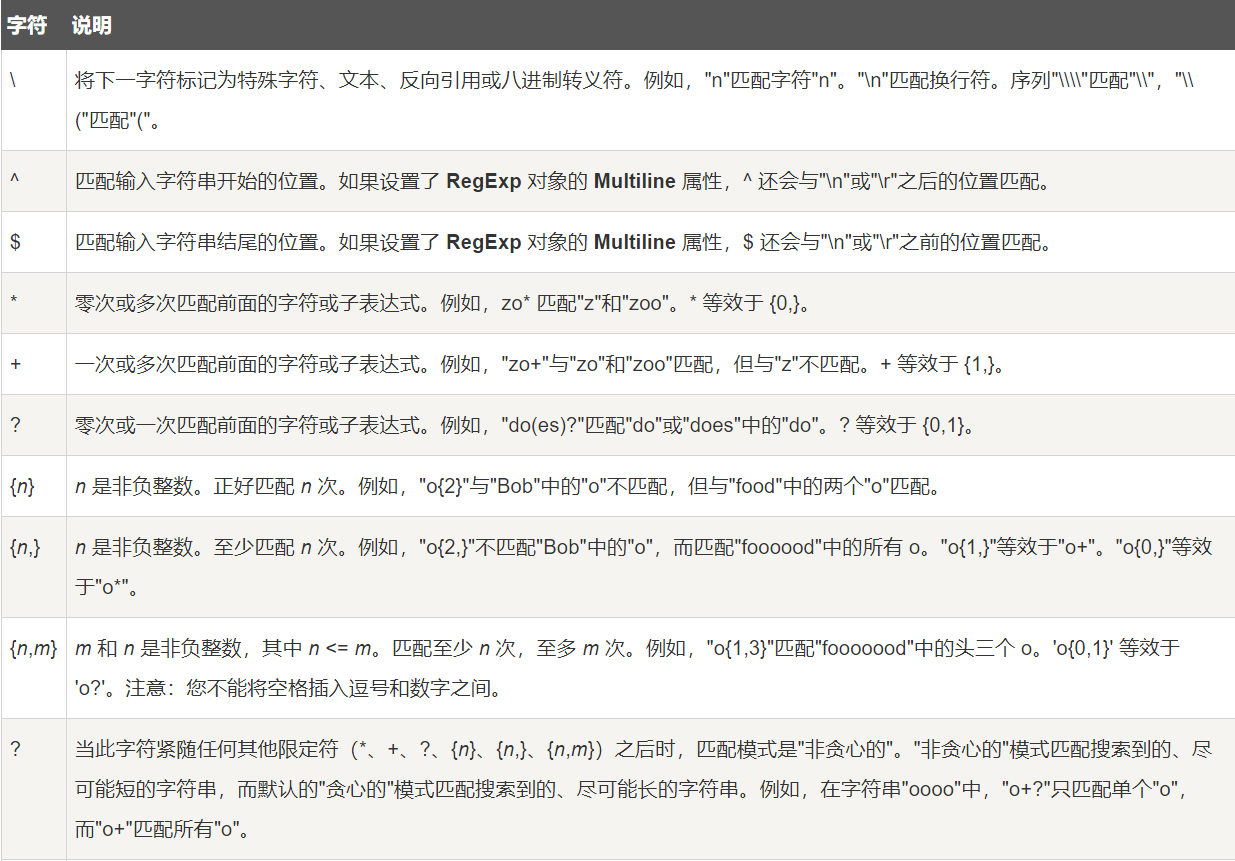 字符 说明
\ 将下一字符标记为特殊字符、文本、反向引用或八进制转义符。例如，"n"匹配字符"n"。"\n"匹配换行符。序列"\\\\"匹配"\\"，"\\
("匹配"("。
^ 匹配输入字符串开始的位置。如果设置了 RegExp 对象的 Multiline 属性，^ 还会与"\n"或"\r"之后的位置匹配。
$ 匹配输入字符串结尾的位置。如果设置了 RegExp 对象的 Multiline 属性，$ 还会与"\n"或"\r"之前的位置匹配。
* 零次或多次匹配前面的字符或子表达式。例如，zo* 匹配"z"和"zoo"。* 等效于 {0,}。
+ 一次或多次匹配前面的字符或子表达式。例如，"zo+"与"zo"和"zoo"匹配，但与"z"不匹配。+ 等效于 {1,}。
? 零次或一次匹配前面的字符或子表达式。例如，"do(es)?"匹配"do"或"does"中的"do"。? 等效于 {0,1}。
{n} n 是非负整数。正好匹配 n 次。例如，"o{2}"与"Bob"中的"o"不匹配，但与"food"中的两个"o"匹配。
{n,} n 是非负整数。至少匹配 n 次。例如，"o{2,}"不匹配"Bob"中的"o"，而匹配"foooood"中的所有 o。"o{1,}"等效于"o+"。"o{0,}"等效
于"o*"。
{n,m} m 和 n 是非负整数，其中 n <= m。匹配至少 n 次，至多 m 次。例如，"o{1,3}"匹配"fooooood"中的头三个 o。'o{0,1}' 等效于
'o?'。注意：您不能将空格插入逗号和数字之间。
? 当此字符紧随任何其他限定符（*、+、?、{n}、{n,}、{n,m}）之后时，匹配模式是"非贪心的"。"非贪心的"模式匹配搜索到的、尽
可能短的字符串，而默认的"贪心的"模式匹配搜索到的、尽可能长的字符串。例如，在字符串"oooo"中，"o+?"只匹配单个"o"，
而"o+"匹配所有"o"。